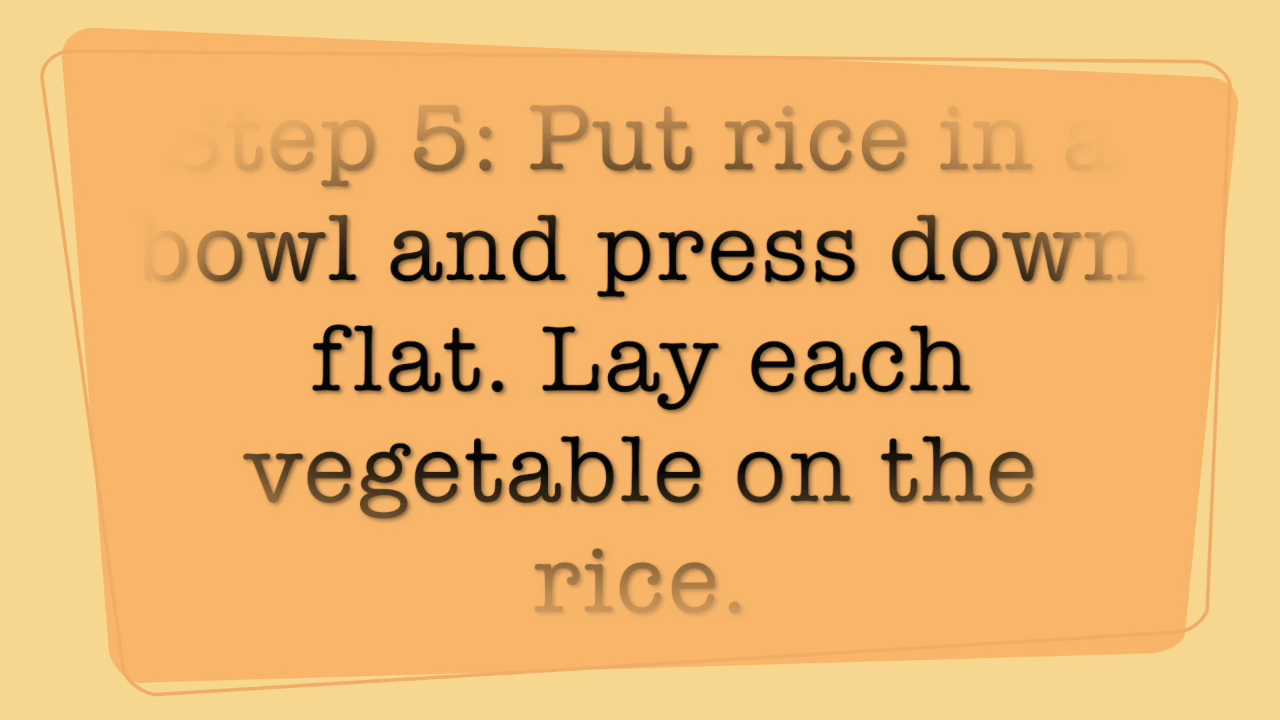 Step 5: Put rice in a
bowl and press down
flat. Lay each
vegetable on the
rice.